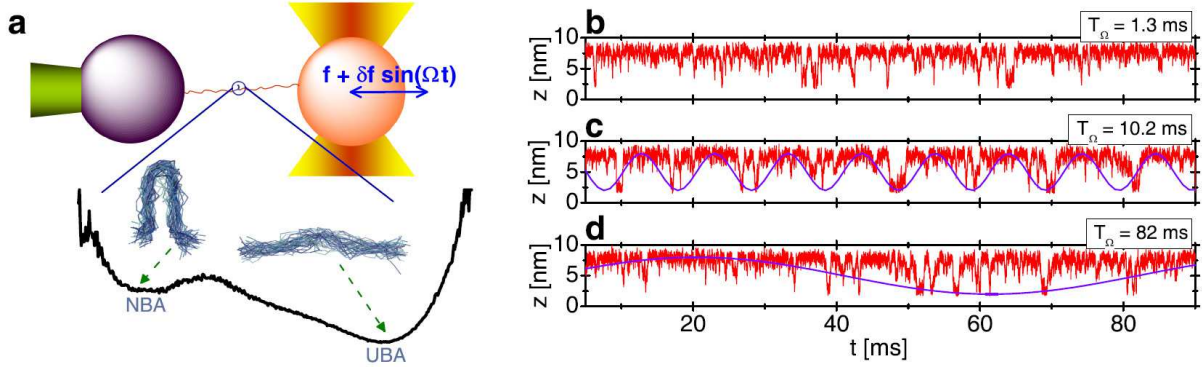 a
f + δf sin(Ωt)
NBA
UBA
b
T_Ω = 1.3 ms
z [nm]
10
5
0
c
T_Ω = 10.2 ms
z [nm]
10
5
0
d
T_Ω = 82 ms
z [nm]
10
5
0
20 40 60 80
t [ms]